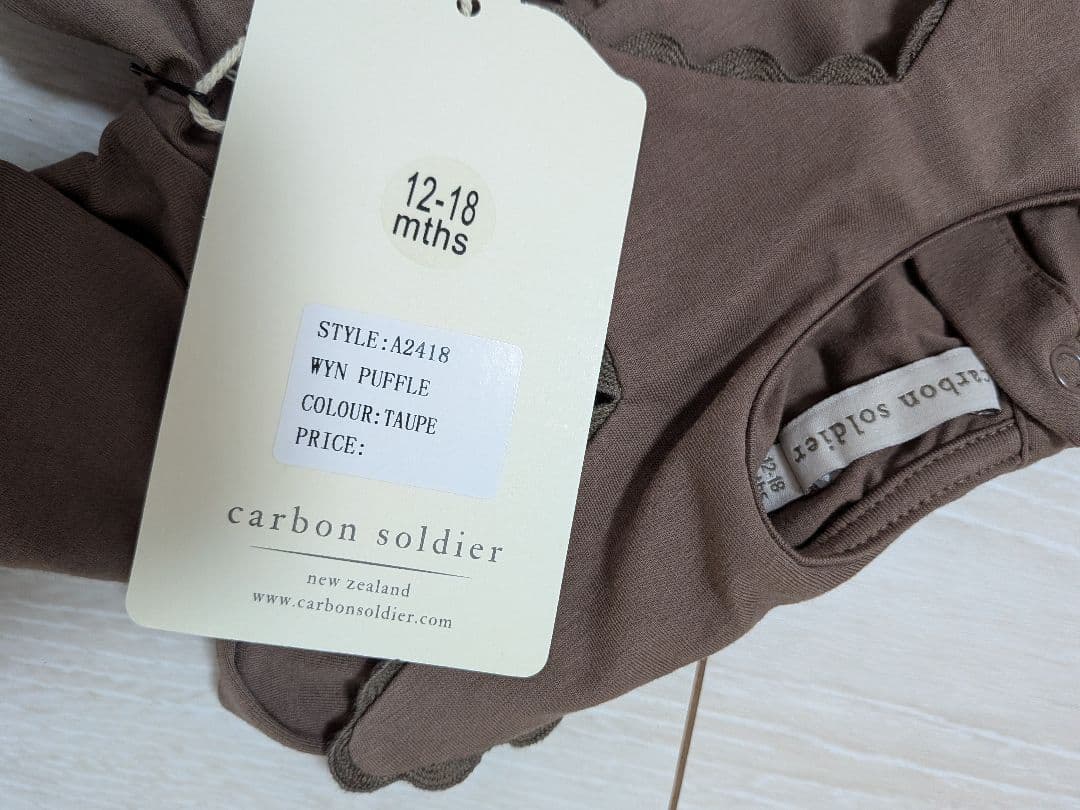 12-18
mths
STYLE:A2418
WYN PUFFLE
COLOUR:TAUPE
PRICE:
carbon soldier
new zealand
www.carbonsoldier.com
carbon soldier
12-18